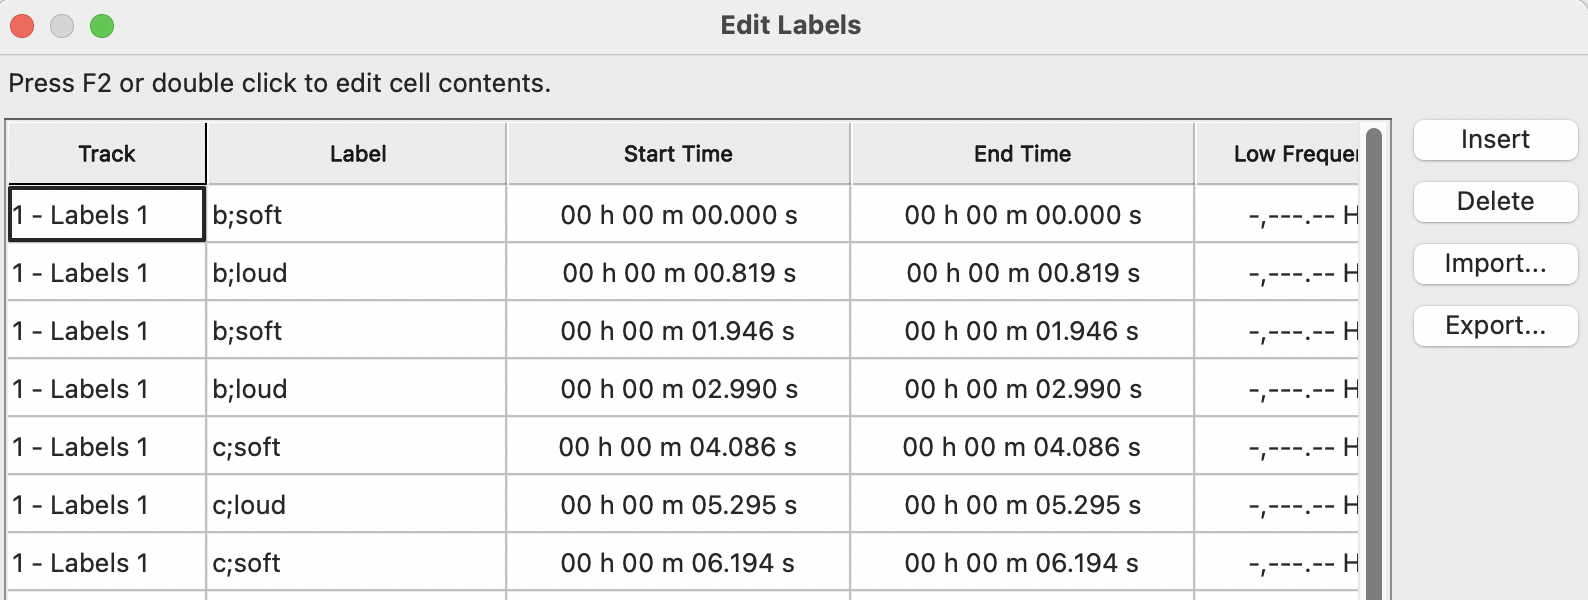 Edit Labels
Press F2 or double click to edit cell contents.
Track Label Start Time End Time Low Frequen
1 - Labels 1 b;soft 00 h 00 m 00.000 s 00 h 00 m 00.000 s -,---.-- H
1 - Labels 1 b;loud 00 h 00 m 00.819 s 00 h 00 m 00.819 s -,---.-- H
1 - Labels 1 b;soft 00 h 00 m 01.946 s 00 h 00 m 01.946 s -,---.-- H
1 - Labels 1 b;loud 00 h 00 m 02.990 s 00 h 00 m 02.990 s -,---.-- H
1 - Labels 1 c;soft 00 h 00 m 04.086 s 00 h 00 m 04.086 s -,---.-- H
1 - Labels 1 c;loud 00 h 00 m 05.295 s 00 h 00 m 05.295 s -,---.-- H
1 - Labels 1 c;soft 00 h 00 m 06.194 s 00 h 00 m 06.194 s -,---.-- H
Insert
Delete
Import...
Export...